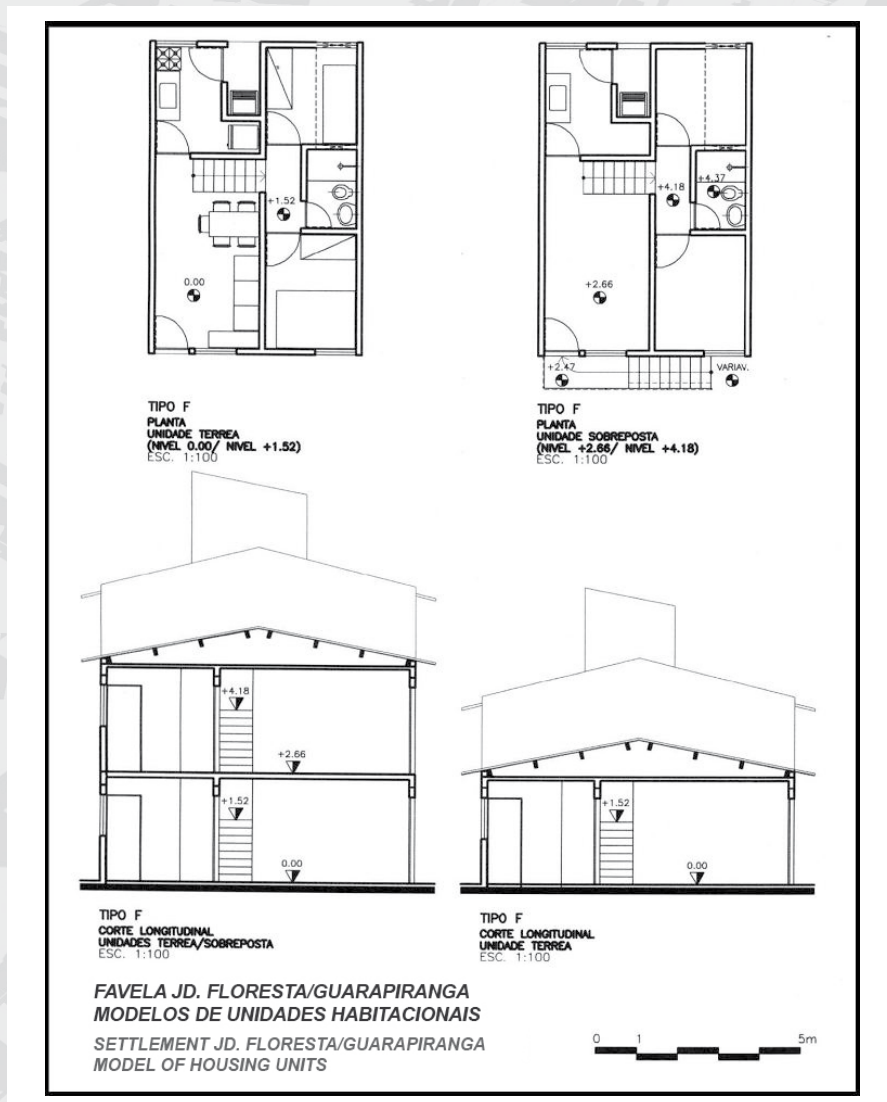 +1.52
0.00
TIPO F
PLANTA
UNIDADE TERREA
(NIVEL 0.00/ NIVEL +1.52)
ESC. 1:100
+4.37
+4.18
+2.66
+2.47
VARIAV.
TIPO F
PLANTA
UNIDADE SOBREPOSTA
(NIVEL +2.66/ NIVEL +4.18)
ESC. 1:100
+4.18
+2.66
+1.52
0.00
TIPO F
CORTE LONGITUDINAL
UNIDADES TERREA/SOBREPOSTA
ESC. 1:100
+1.52
0.00
TIPO F
CORTE LONGITUDINAL
UNIDADE TERREA
ESC. 1:100
FAVELA JD. FLORESTA/GUARAPIRANGA
MODELOS DE UNIDADES HABITACIONAIS
SETTLEMENT JD. FLORESTA/GUARAPIRANGA
MODEL OF HOUSING UNITS
0 1 5m